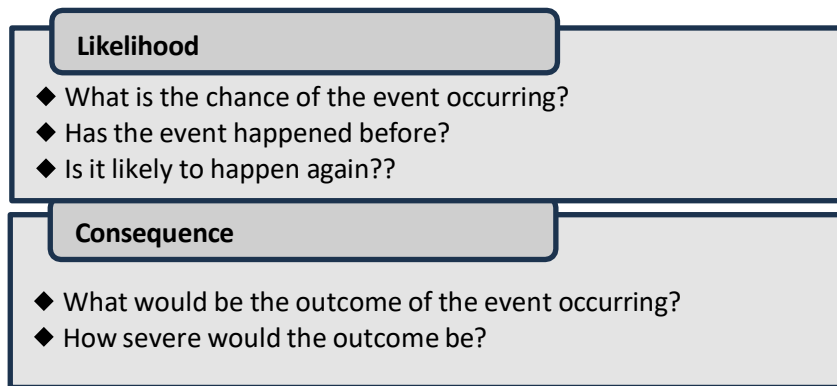 Likelihood
◆ What is the chance of the event occurring?
◆ Has the event happened before?
◆ Is it likely to happen again??
Consequence
◆ What would be the outcome of the event occurring?
◆ How severe would the outcome be?